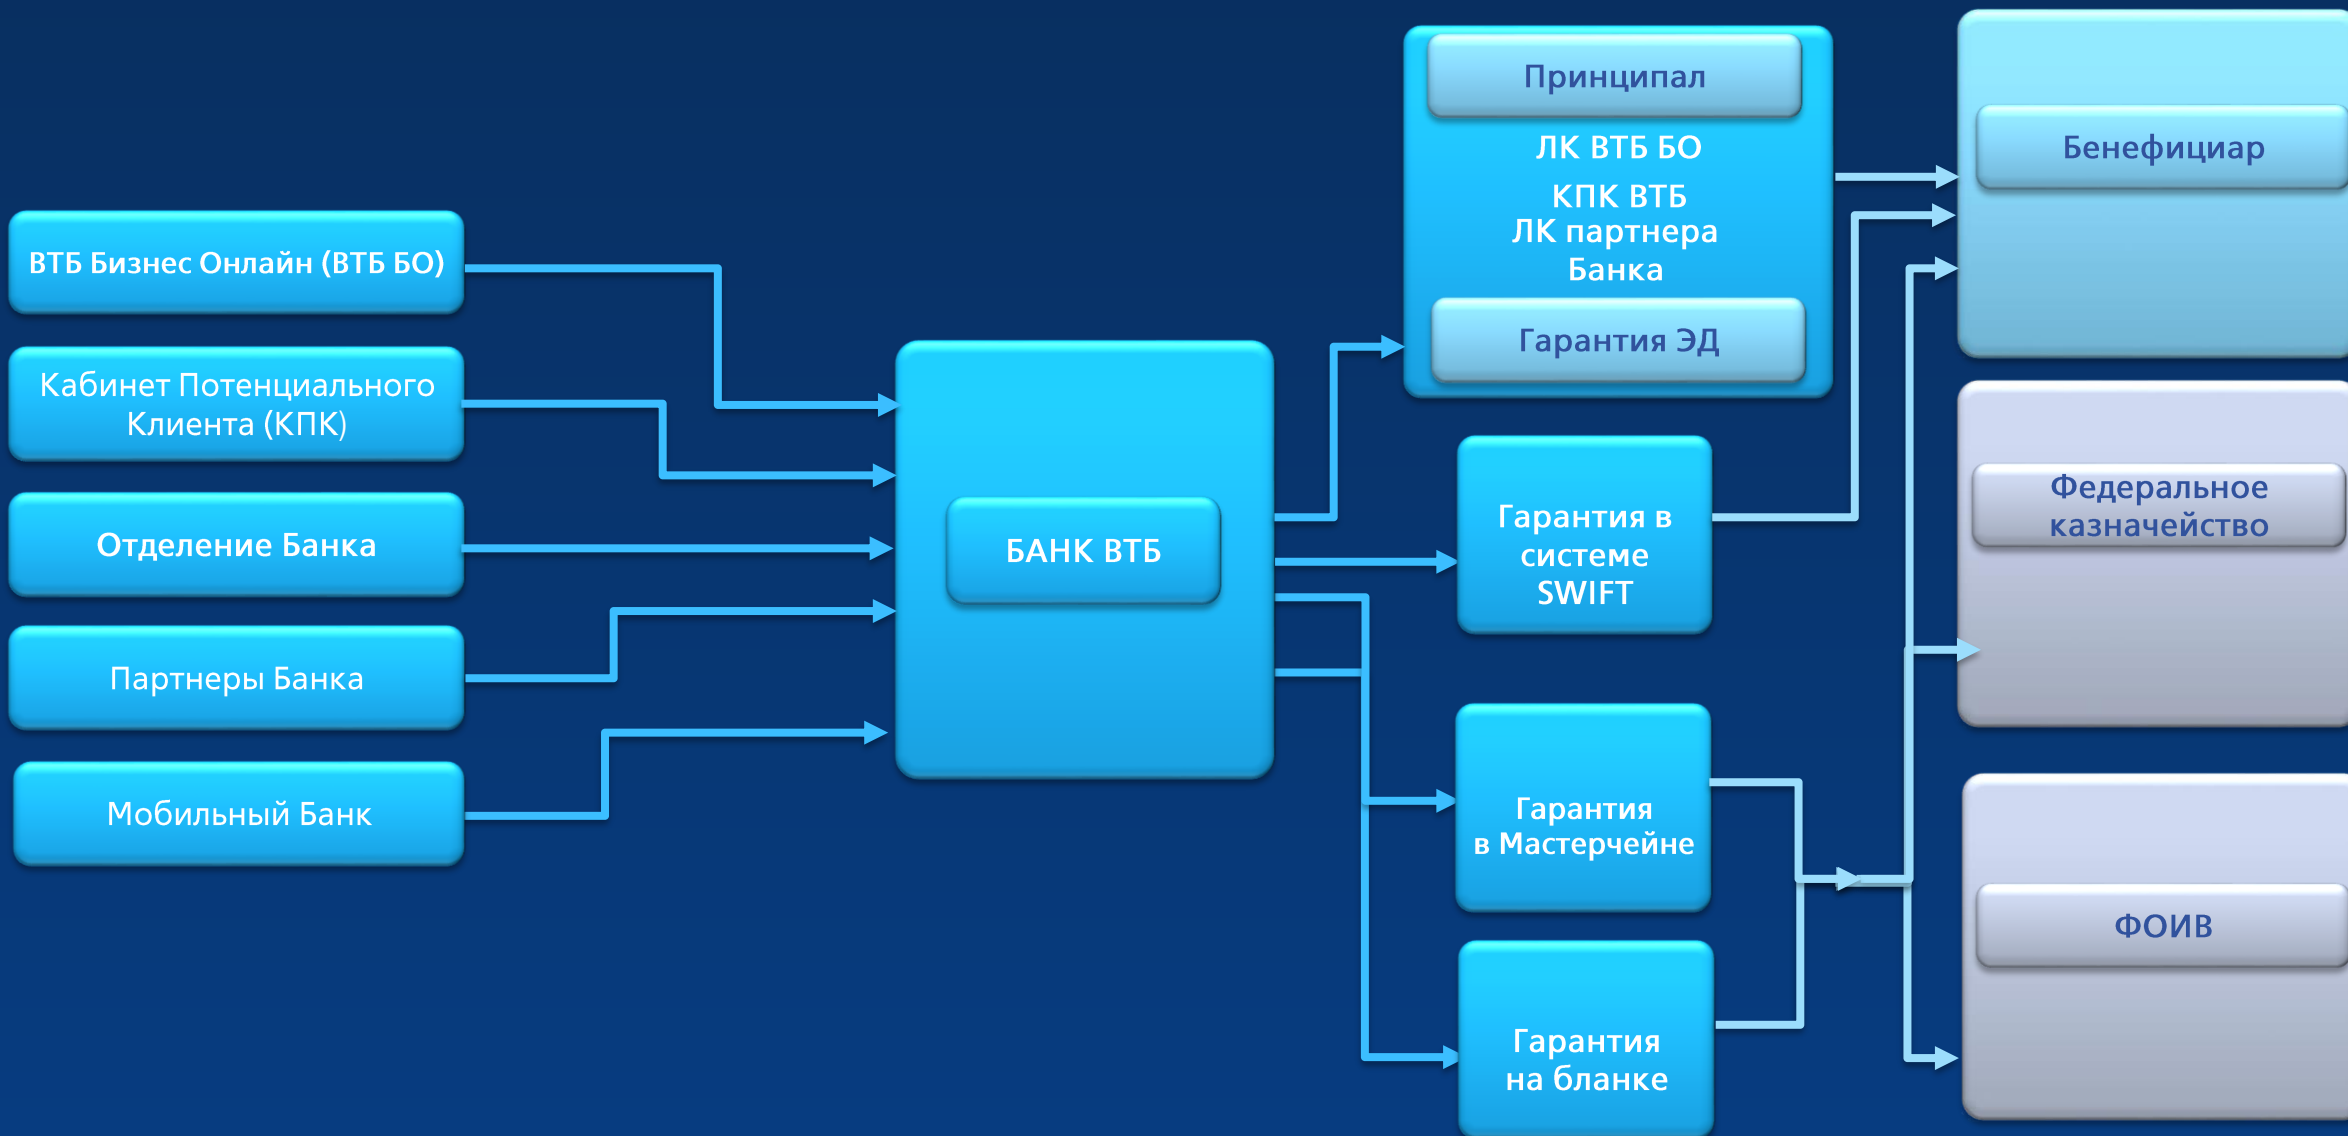 ВТБ Бизнес Онлайн (ВТБ БО)
Кабинет Потенциального
Клиента (КПК)
Отделение Банка
Партнеры Банка
Мобильный Банк
БАНК ВТБ
Принципал
ЛК ВТБ БО
КПК ВТБ
ЛК партнера
Банка
Гарантия ЭД
Гарантия в
системе
SWIFT
Гарантия
в Мастерчейне
Гарантия
на бланке
Бенефициар
Федеральное
казначейство
ФОИВ